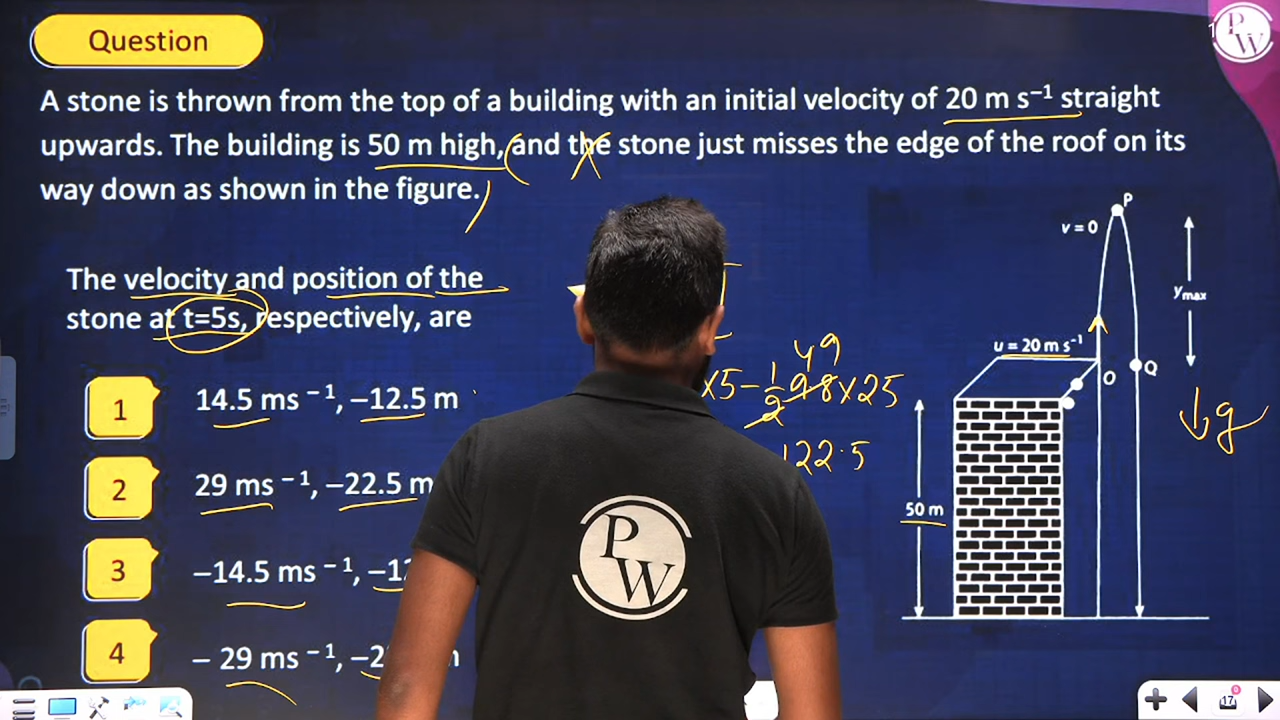 Question
A stone is thrown from the top of a building with an initial velocity of 20 m s⁻¹ straight
upwards. The building is 50 m high, and the stone just misses the edge of the roof on its
way down as shown in the figure.
The velocity and position of the
stone at t=5s, respectively, are
1 14.5 ms⁻¹, −12.5 m
2 29 ms⁻¹, −22.5 m
3 −14.5 ms⁻¹,
4 − 29 ms⁻¹,
49
×5−1/2 9.8×25
122.5
P
v = 0
y max
u = 20 m s⁻¹
O
Q
↓g
50 m
PW
PW
17